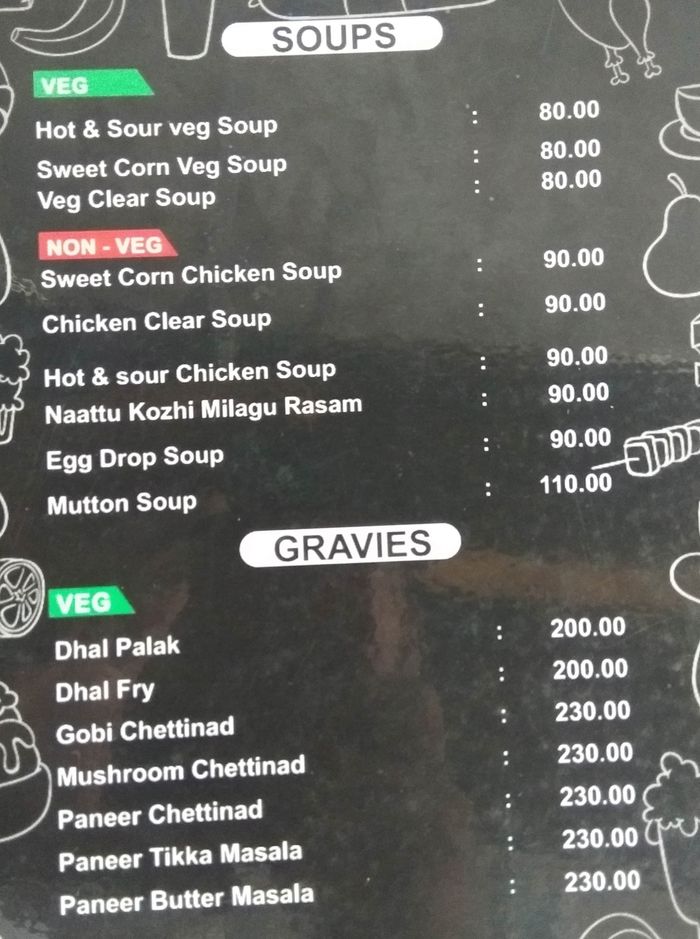 SOUPS
VEG
Hot & Sour veg Soup : 80.00
Sweet Corn Veg Soup : 80.00
Veg Clear Soup : 80.00
NON - VEG
Sweet Corn Chicken Soup : 90.00
Chicken Clear Soup : 90.00
Hot & sour Chicken Soup : 90.00
Naattu Kozhi Milagu Rasam : 90.00
Egg Drop Soup : 90.00
Mutton Soup : 110.00
GRAVIES
VEG
Dhal Palak : 200.00
Dhal Fry : 200.00
Gobi Chettinad : 230.00
Mushroom Chettinad : 230.00
Paneer Chettinad : 230.00
Paneer Tikka Masala : 230.00
Paneer Butter Masala : 230.00